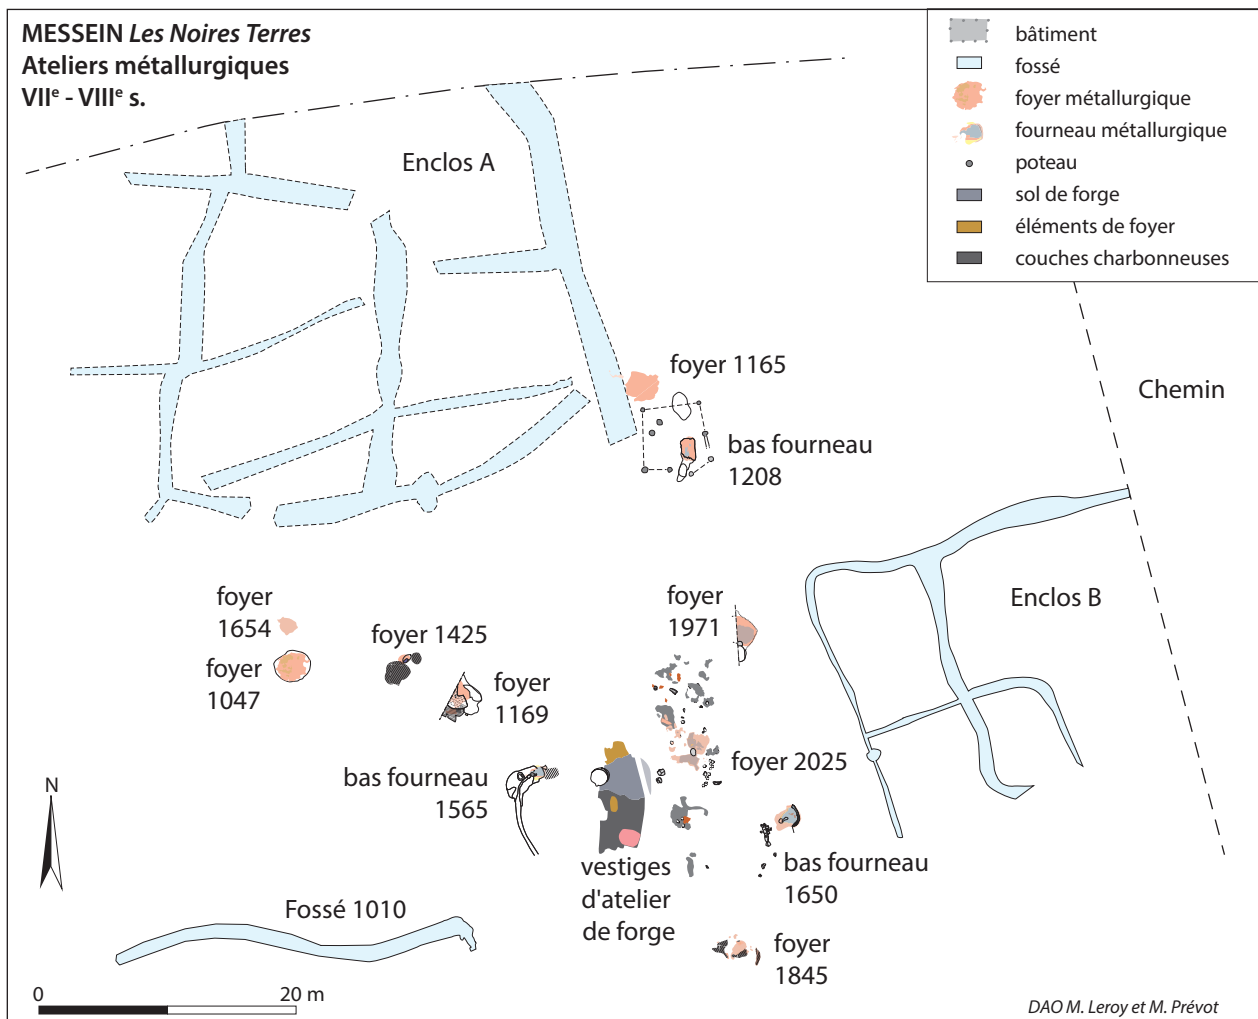 MESSEIN Les Noires Terres
Ateliers métallurgiques
VIIe - VIIIe s.
bâtiment
fossé
foyer métallurgique
fourneau métallurgique
poteau
sol de forge
éléments de foyer
couches charbonneuses
Enclos A
foyer 1165
Chemin
bas fourneau
1208
Enclos B
foyer
1654
foyer
1047
foyer 1425
foyer
1169
foyer
1971
bas fourneau
1565
foyer 2025
vestiges
d'atelier
de forge
bas fourneau
1650
foyer
1845
Fossé 1010
N
0 20 m
DAO M. Leroy et M. Prévot